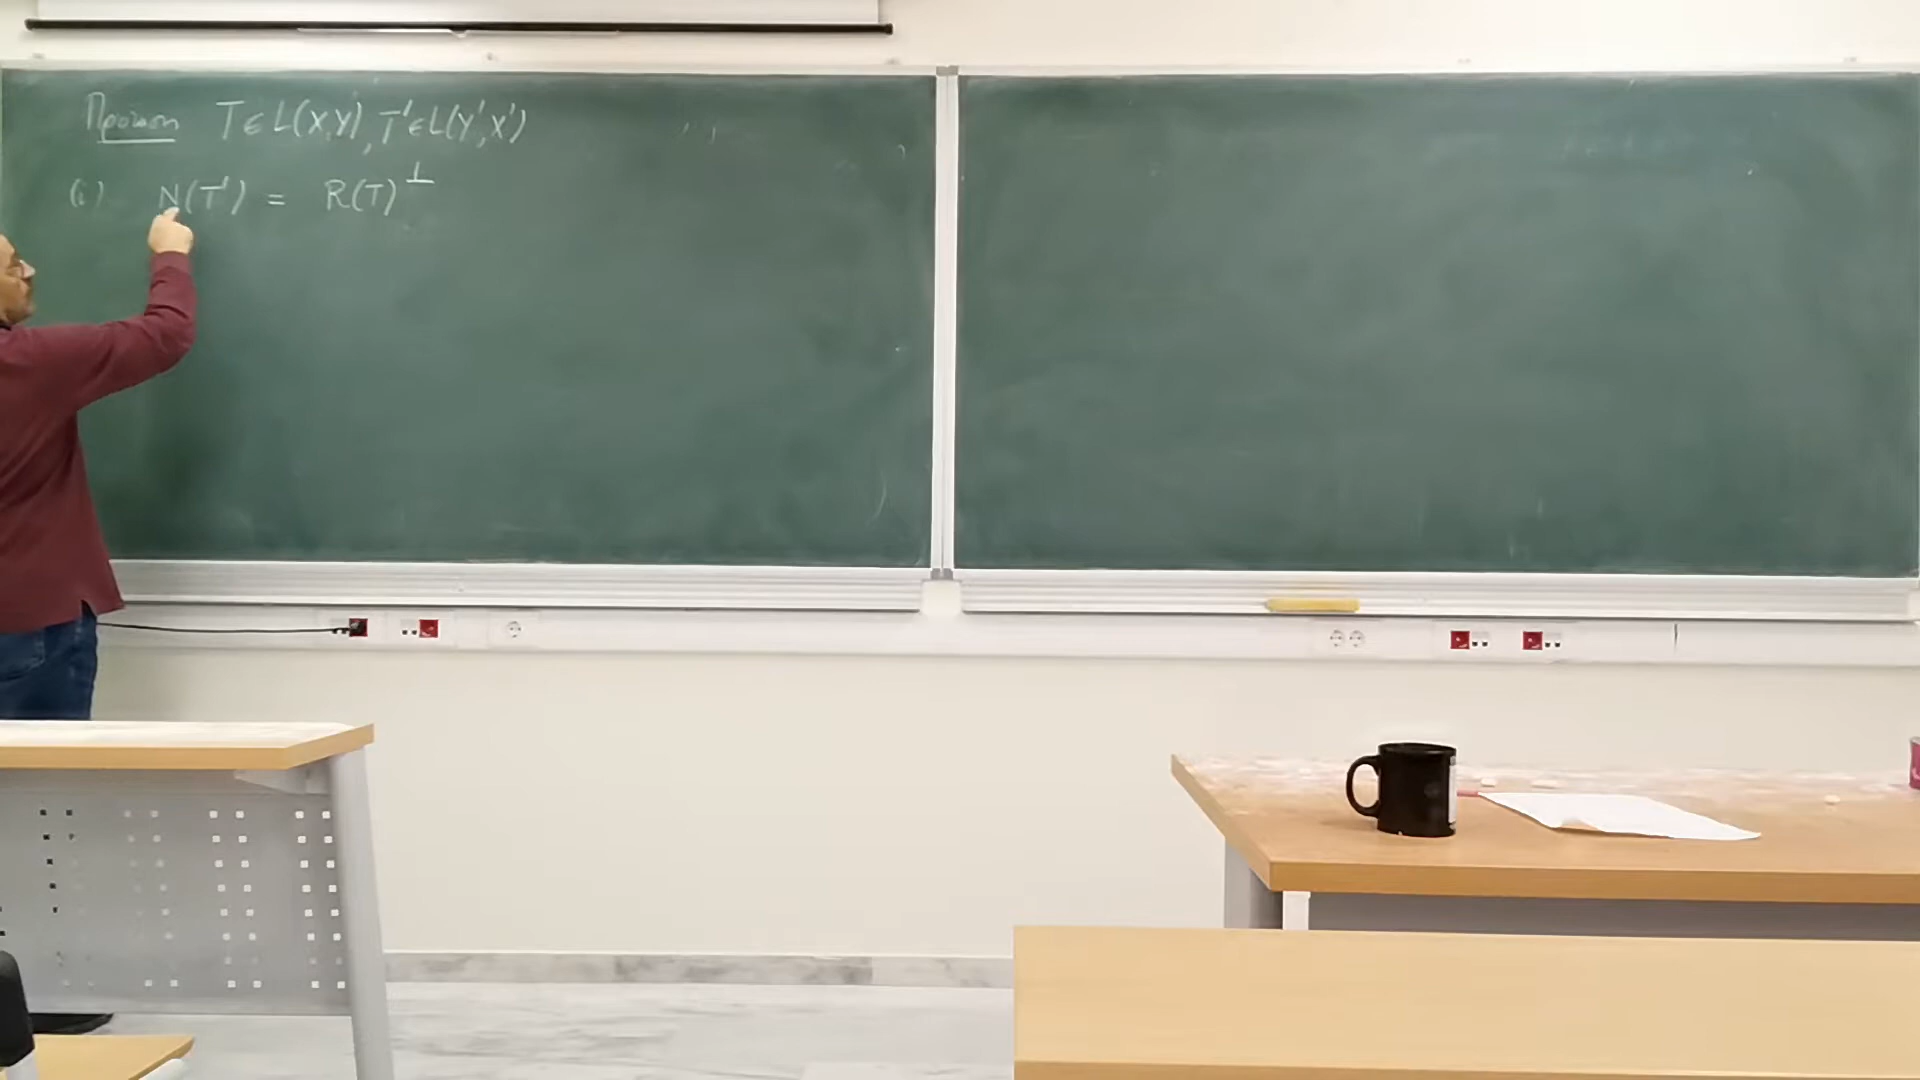 Πρόταση T ∈ L(X,Y), T' ∈ L(Y',X')
(i) N(T') = R(T)^⊥